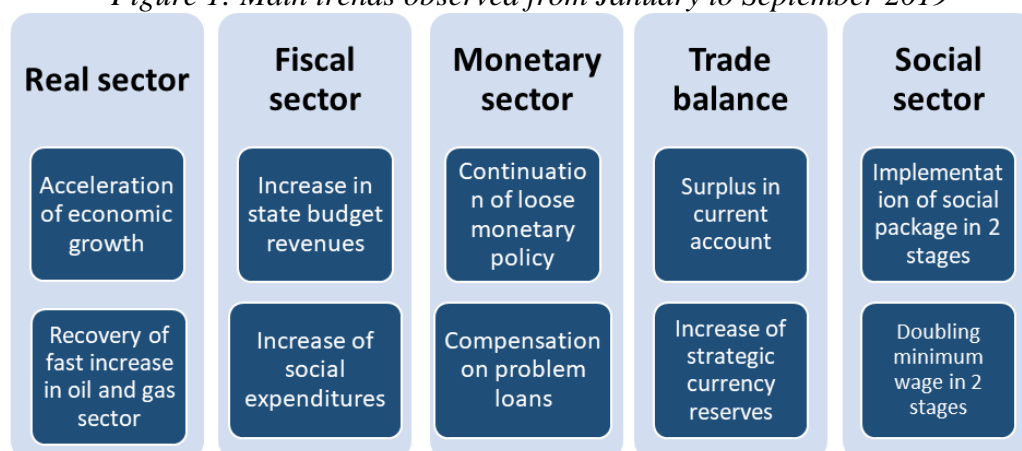 Figure 1: Main trends observed from January to September 2019
Real sector
Acceleration
of economic
growth
Recovery of
fast increase
in oil and gas
sector
Fiscal
sector
Increase in
state budget
revenues
Increase of
social
expenditures
Monetary
sector
Continuatio
n of loose
monetary
policy
Compensation
on problem
loans
Trade
balance
Surplus in
current
account
Increase of
strategic
currency
reserves
Social
sector
Implementat
ion of social
package in 2
stages
Doubling
minimum
wage in 2
stages